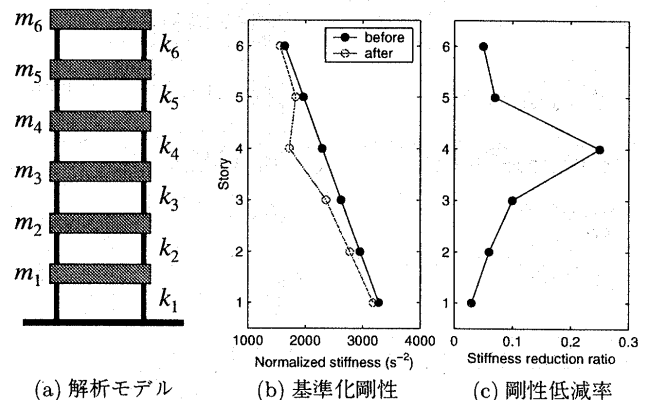 m6
k6
m5
k5
m4
k4
m3
k3
m2
k2
m1
k1
(a) 解析モデル
before
after
6
5
4
3
2
1
Story
1000 2000 3000 4000
Normalized stiffness (s⁻²)
(b) 基準化剛性
6
5
4
3
2
1
0 0.1 0.2 0.3
Stiffness reduction ratio
(c) 剛性低減率